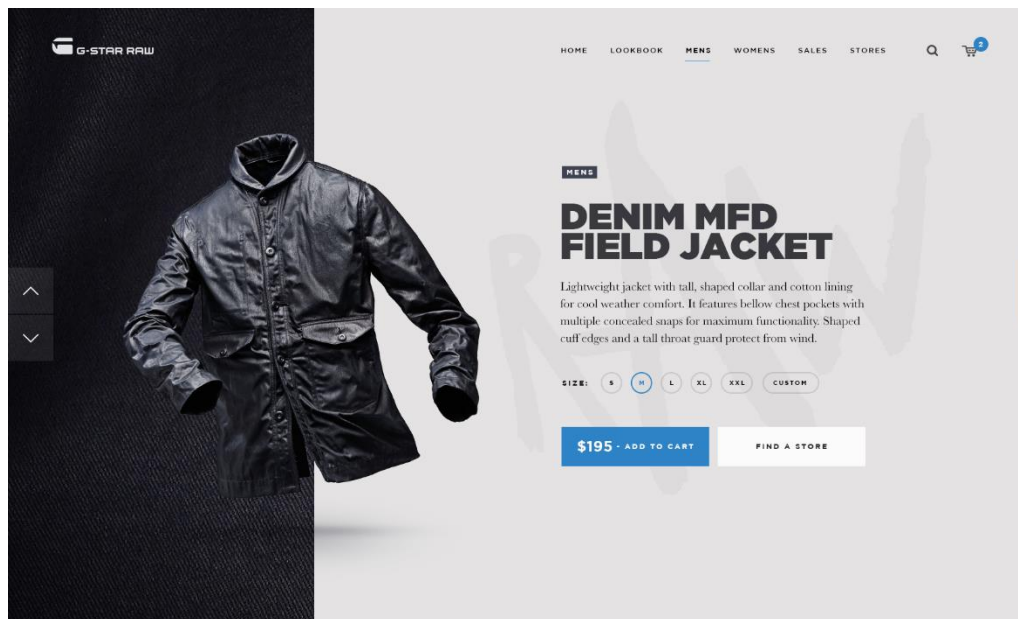 G-STAR RAW
HOME LOOKBOOK MENS WOMENS SALES STORES
2
MENS
DENIM MFD
FIELD JACKET
Lightweight jacket with tall, shaped collar and cotton lining
for cool weather comfort. It features bellow chest pockets with
multiple concealed snaps for maximum functionality. Shaped
cuff edges and a tall throat guard protect from wind.
SIZE: S M L XL XXL CUSTOM
$195 - ADD TO CART FIND A STORE
RAW